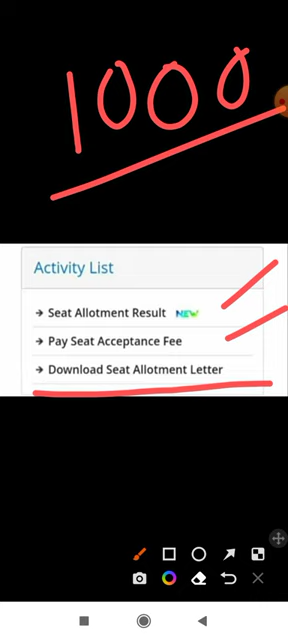 1000
Activity List
→ Seat Allotment Result NEW
→ Pay Seat Acceptance Fee
→ Download Seat Allotment Letter